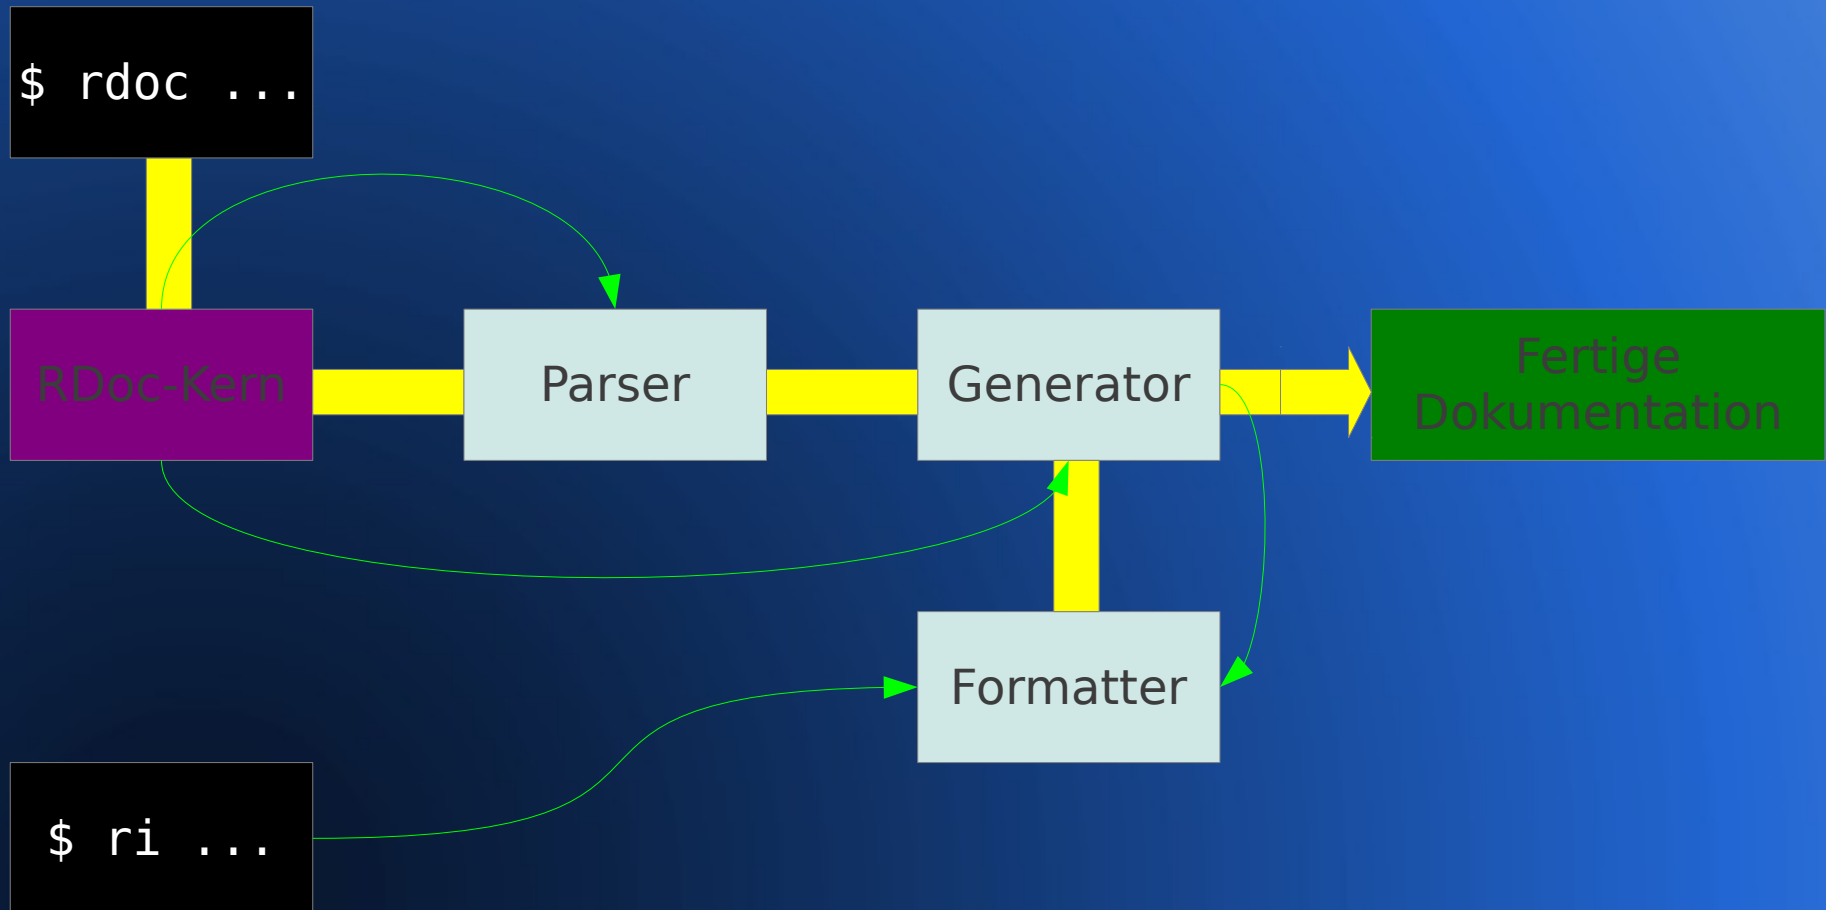 $ rdoc ...
RDoc-Kern
Parser
Generator
Fertige
Dokumentation
Formatter
$ ri ...